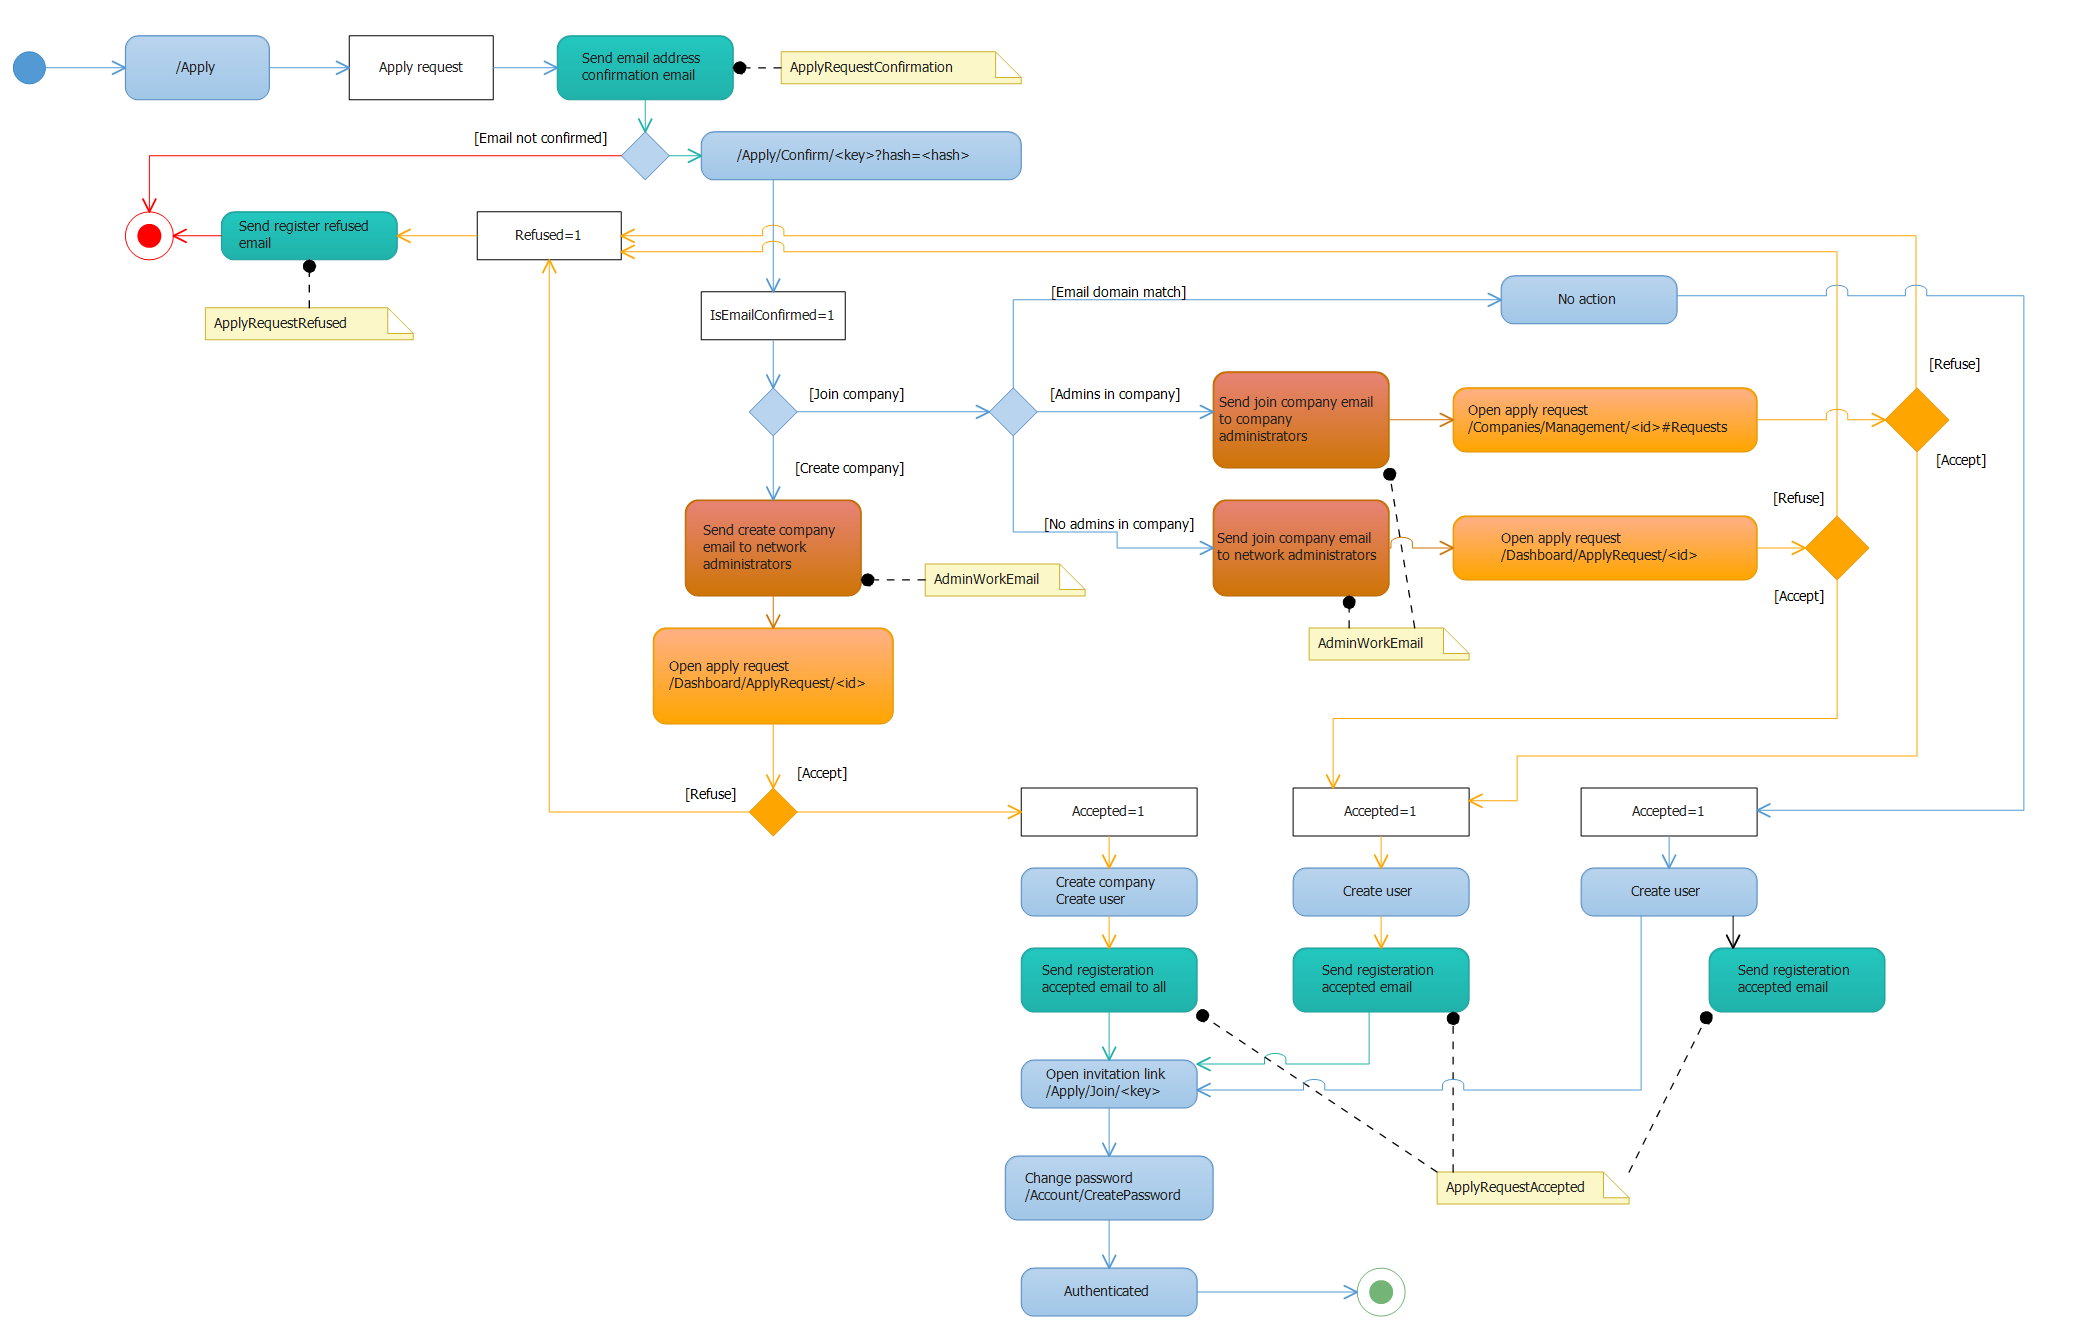 /Apply
Apply request
Send email address
confirmation email
ApplyRequestConfirmation
[Email not confirmed]
/Apply/Confirm/<key>?hash=<hash>
Send register refused
email
Refused=1
ApplyRequestRefused
IsEmailConfirmed=1
[Email domain match]
No action
[Refuse]
[Join company]
[Admins in company]
Send join company email
to company
administrators
Open apply request
/Companies/Management/<id>#Requests
[Accept]
[Create company]
[Refuse]
Send create company
email to network
administrators
[No admins in company]
Send join company email
to network administrators
Open apply request
/Dashboard/ApplyRequest/<id>
AdminWorkEmail
[Accept]
AdminWorkEmail
Open apply request
/Dashboard/ApplyRequest/<id>
[Accept]
[Refuse]
Accepted=1
Accepted=1
Accepted=1
Create company
Create user
Create user
Create user
Send registeration
accepted email to all
Send registeration
accepted email
Send registeration
accepted email
Open invitation link
/Apply/Join/<key>
Change password
/Account/CreatePassword
ApplyRequestAccepted
Authenticated